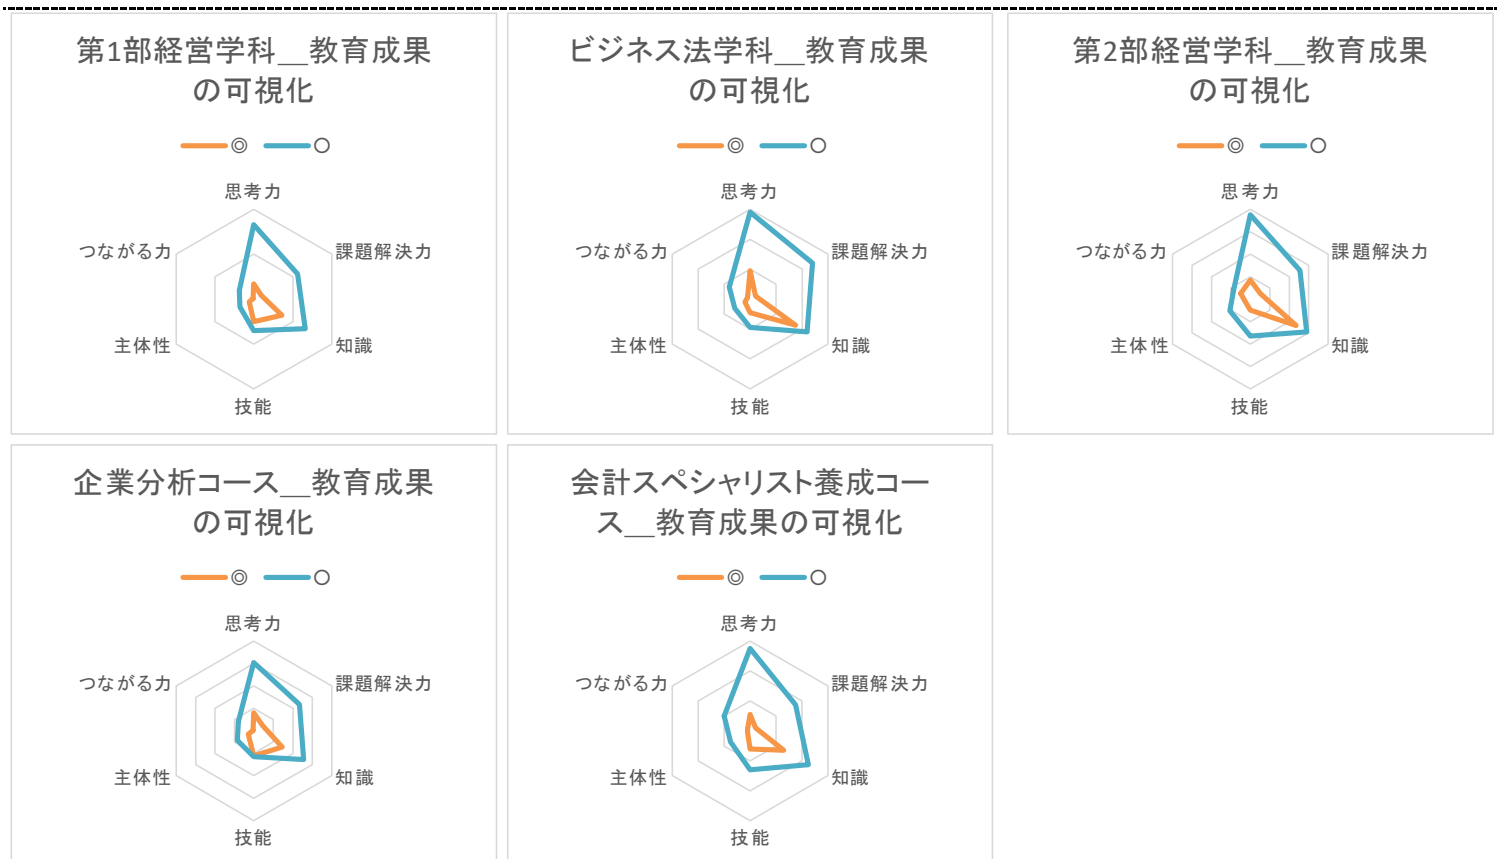 第1部経営学科__教育成果
の可視化
◎ ○
思考力
つながる力 課題解決力
主体性 知識
技能
ビジネス法学科__教育成果
の可視化
◎ ○
思考力
つながる力 課題解決力
主体性 知識
技能
第2部経営学科__教育成果
の可視化
◎ ○
思考力
つながる力 課題解決力
主体性 知識
技能
企業分析コース__教育成果
の可視化
◎ ○
思考力
つながる力 課題解決力
主体性 知識
技能
会計スペシャリスト養成コー
ス__教育成果の可視化
◎ ○
思考力
つながる力 課題解決力
主体性 知識
技能